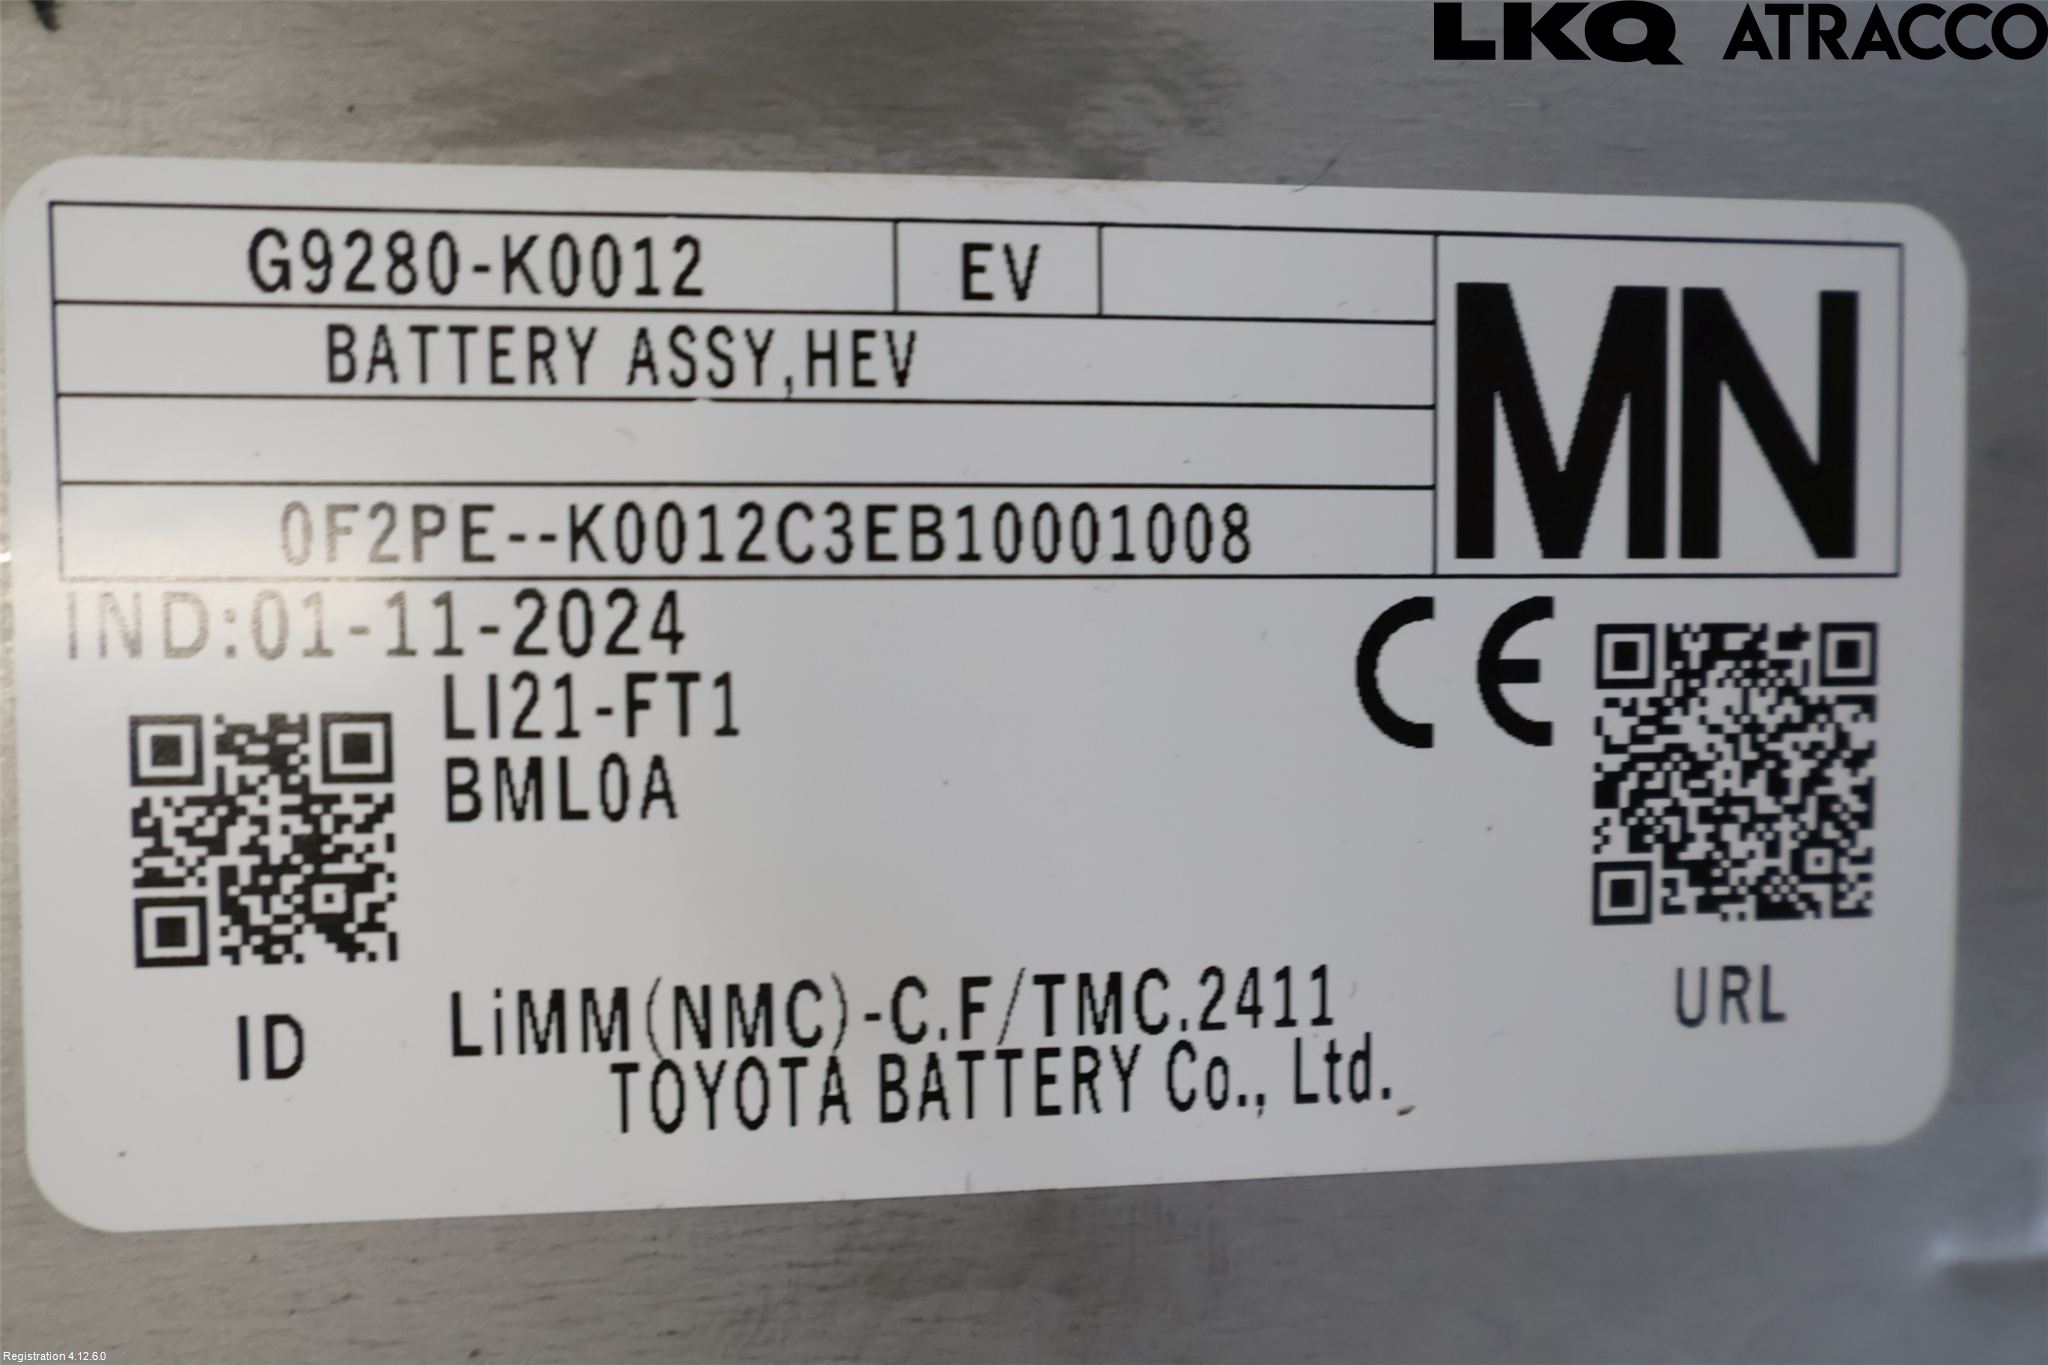 LKQ ATRACCO
G9280-K0012 EV
MN
BATTERY ASSY,HEV
0F2PE--K0012C3EB10001008
IND:01-11-2024
CE
LI21-FT1
BML0A
ID
URL
LiMM(NMC)-C.F/TMC.2411
TOYOTA BATTERY Co., Ltd.
Registration 4.12.6.0